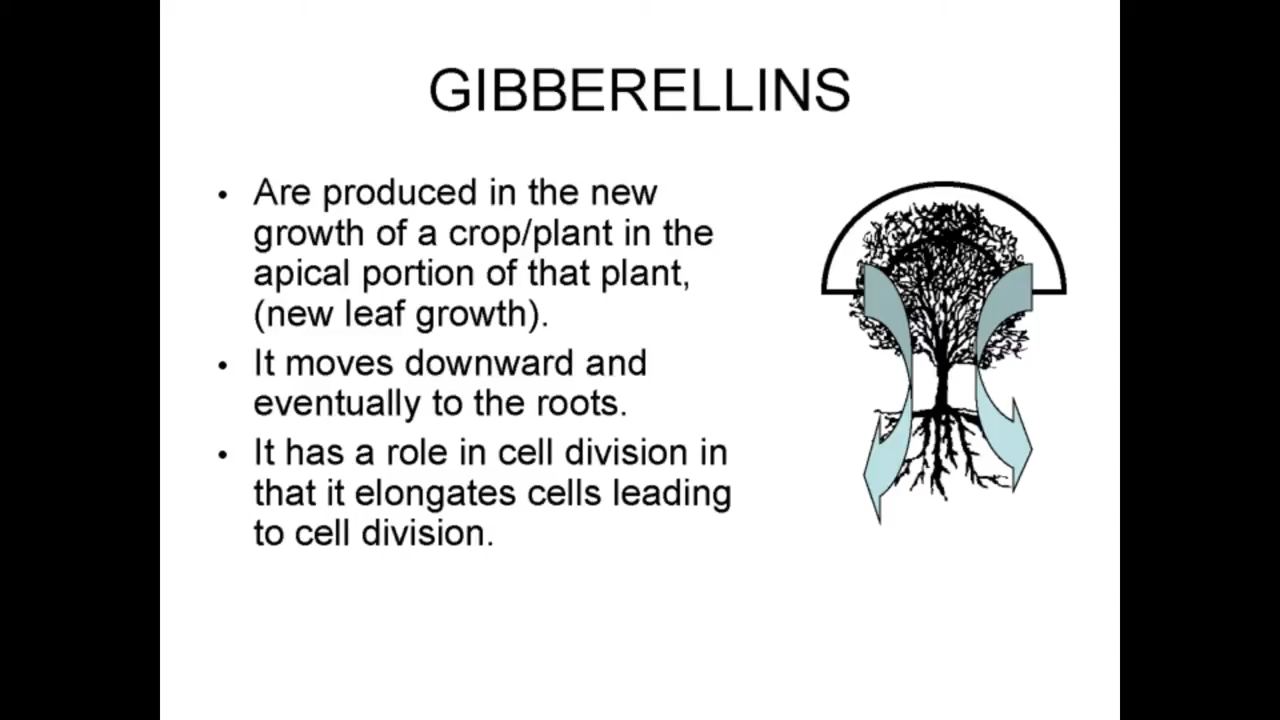 GIBBERELLINS
• Are produced in the new
growth of a crop/plant in the
apical portion of that plant,
(new leaf growth).
• It moves downward and
eventually to the roots.
• It has a role in cell division in
that it elongates cells leading
to cell division.